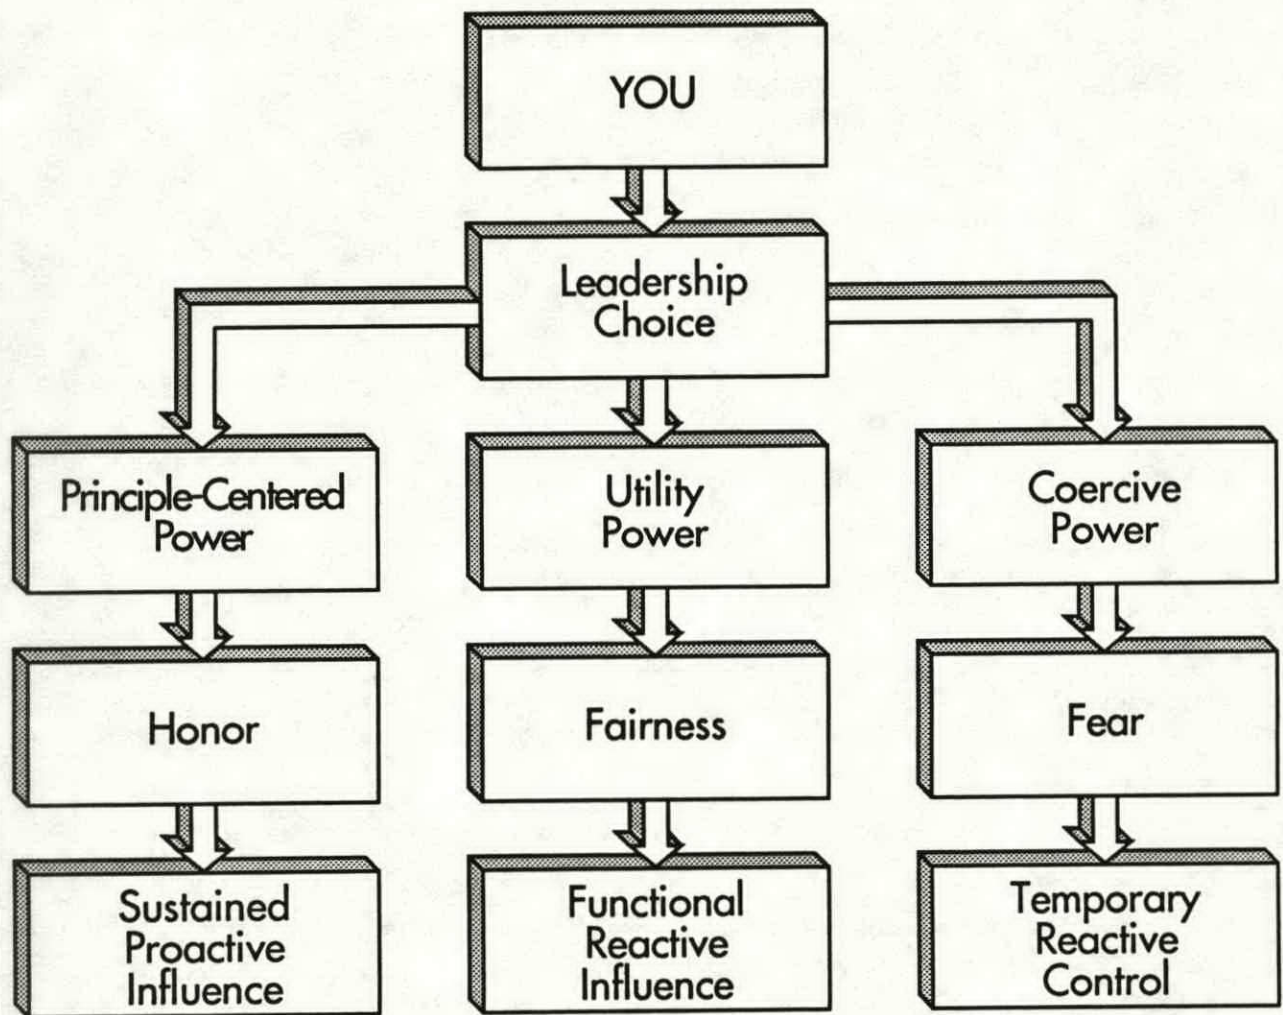 YOU
Leadership
Choice
Principle-Centered
Power
Utility
Power
Coercive
Power
Honor
Fairness
Fear
Sustained
Proactive
Influence
Functional
Reactive
Influence
Temporary
Reactive
Control